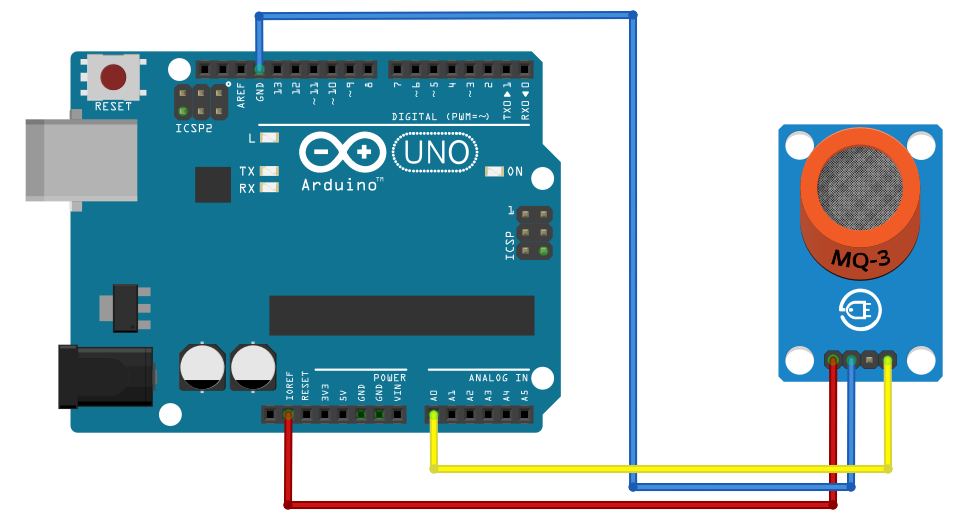 RESET
ICSP2
AREF
GND
13
12
~11
~10
~9
8
7
~6
~5
4
~3
2
TX0▶1
RX0◀0
DIGITAL (PWM=~)
L
TX
RX
UNO
Arduino™
ON
1
ICSP
MQ-3
POWER
ANALOG IN
IOREF
RESET
3V3
5V
GND
GND
VIN
A0
A1
A2
A3
A4
A5